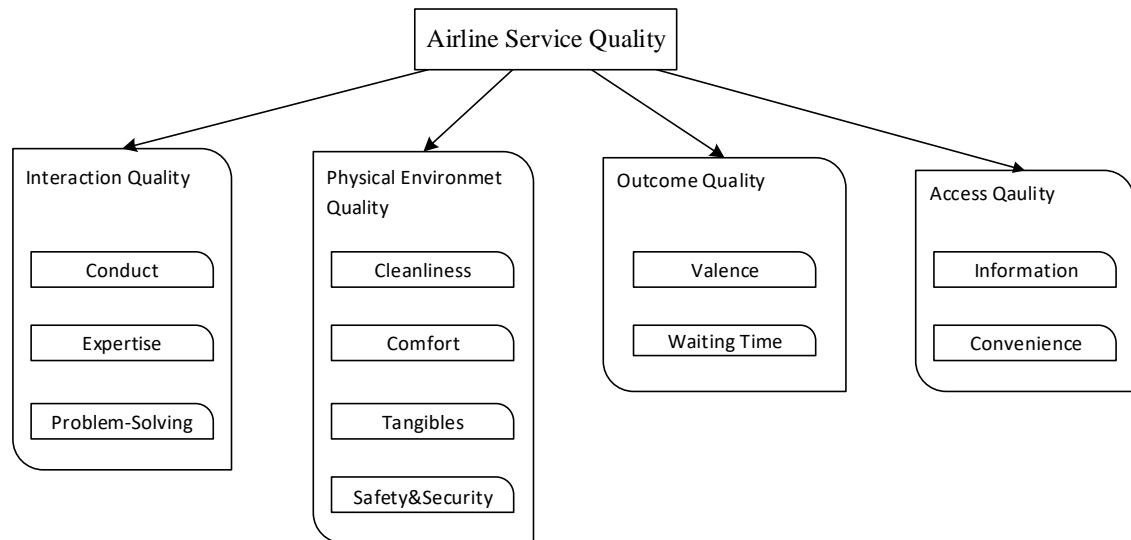 Airline Service Quality
Interaction Quality
Conduct
Expertise
Problem-Solving
Physical Environmet
Quality
Cleanliness
Comfort
Tangibles
Safety&Security
Outcome Quality
Valence
Waiting Time
Access Qaulity
Information
Convenience